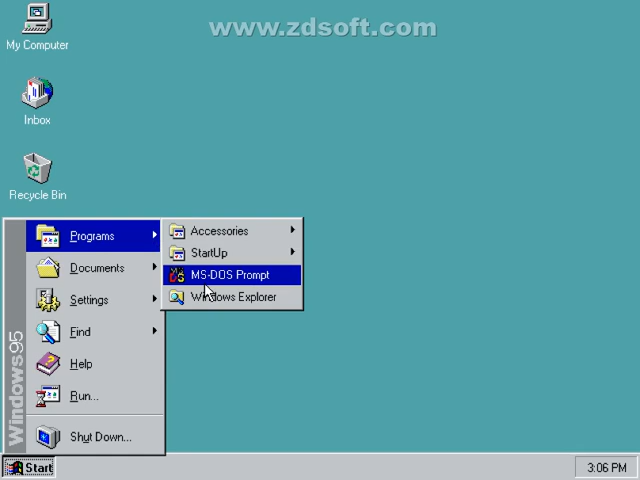 www.zdsoft.com
My Computer
Inbox
Recycle Bin
Programs
Documents
Settings
Find
Help
Run...
Shut Down...
Windows95
Accessories
StartUp
MS-DOS Prompt
Windows Explorer
Start
3:06 PM